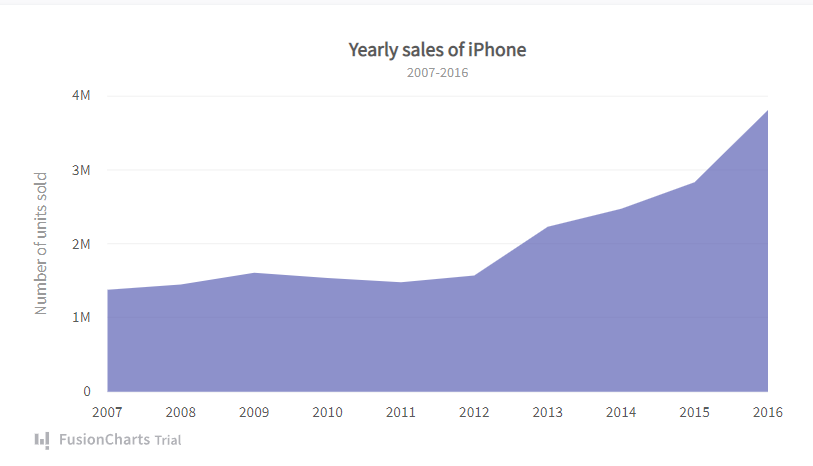 Yearly sales of iPhone
2007-2016
Number of units sold
4M
3M
2M
1M
0
2007 2008 2009 2010 2011 2012 2013 2014 2015 2016
FusionCharts Trial